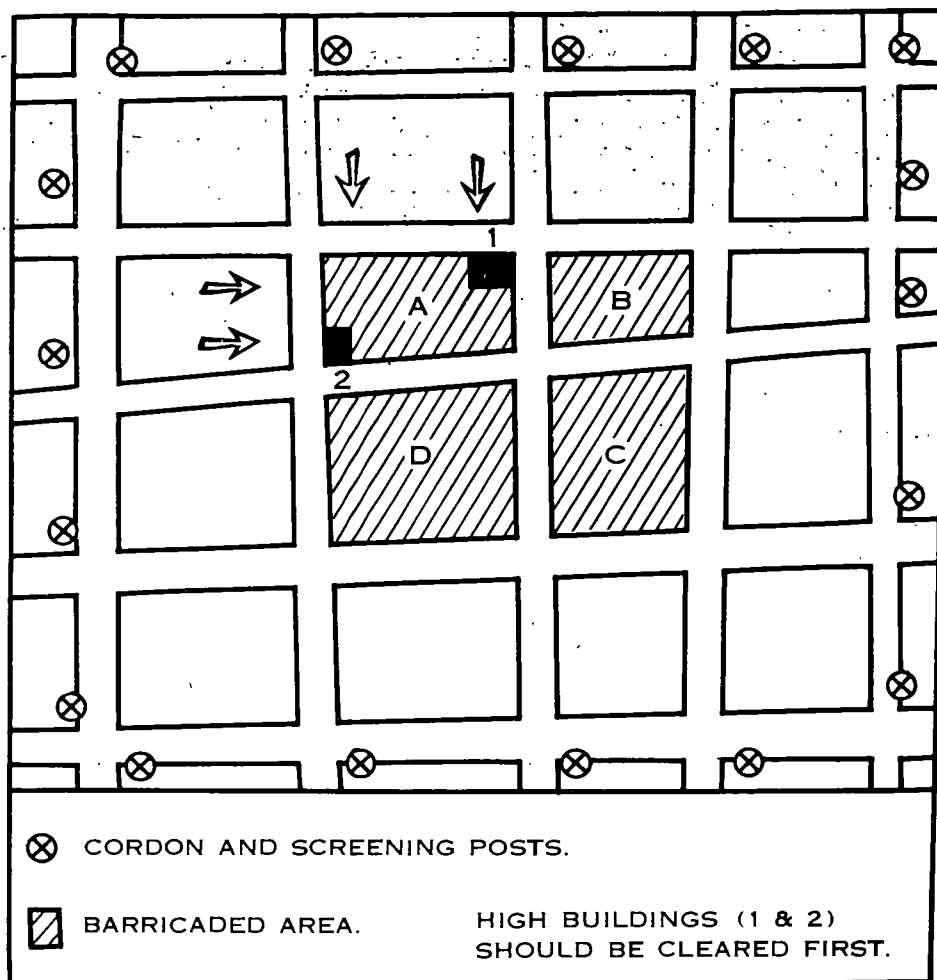 1
A
B
2
D
C
CORDON AND SCREENING POSTS.
BARRICADED AREA.
HIGH BUILDINGS (1 & 2)
SHOULD BE CLEARED FIRST.